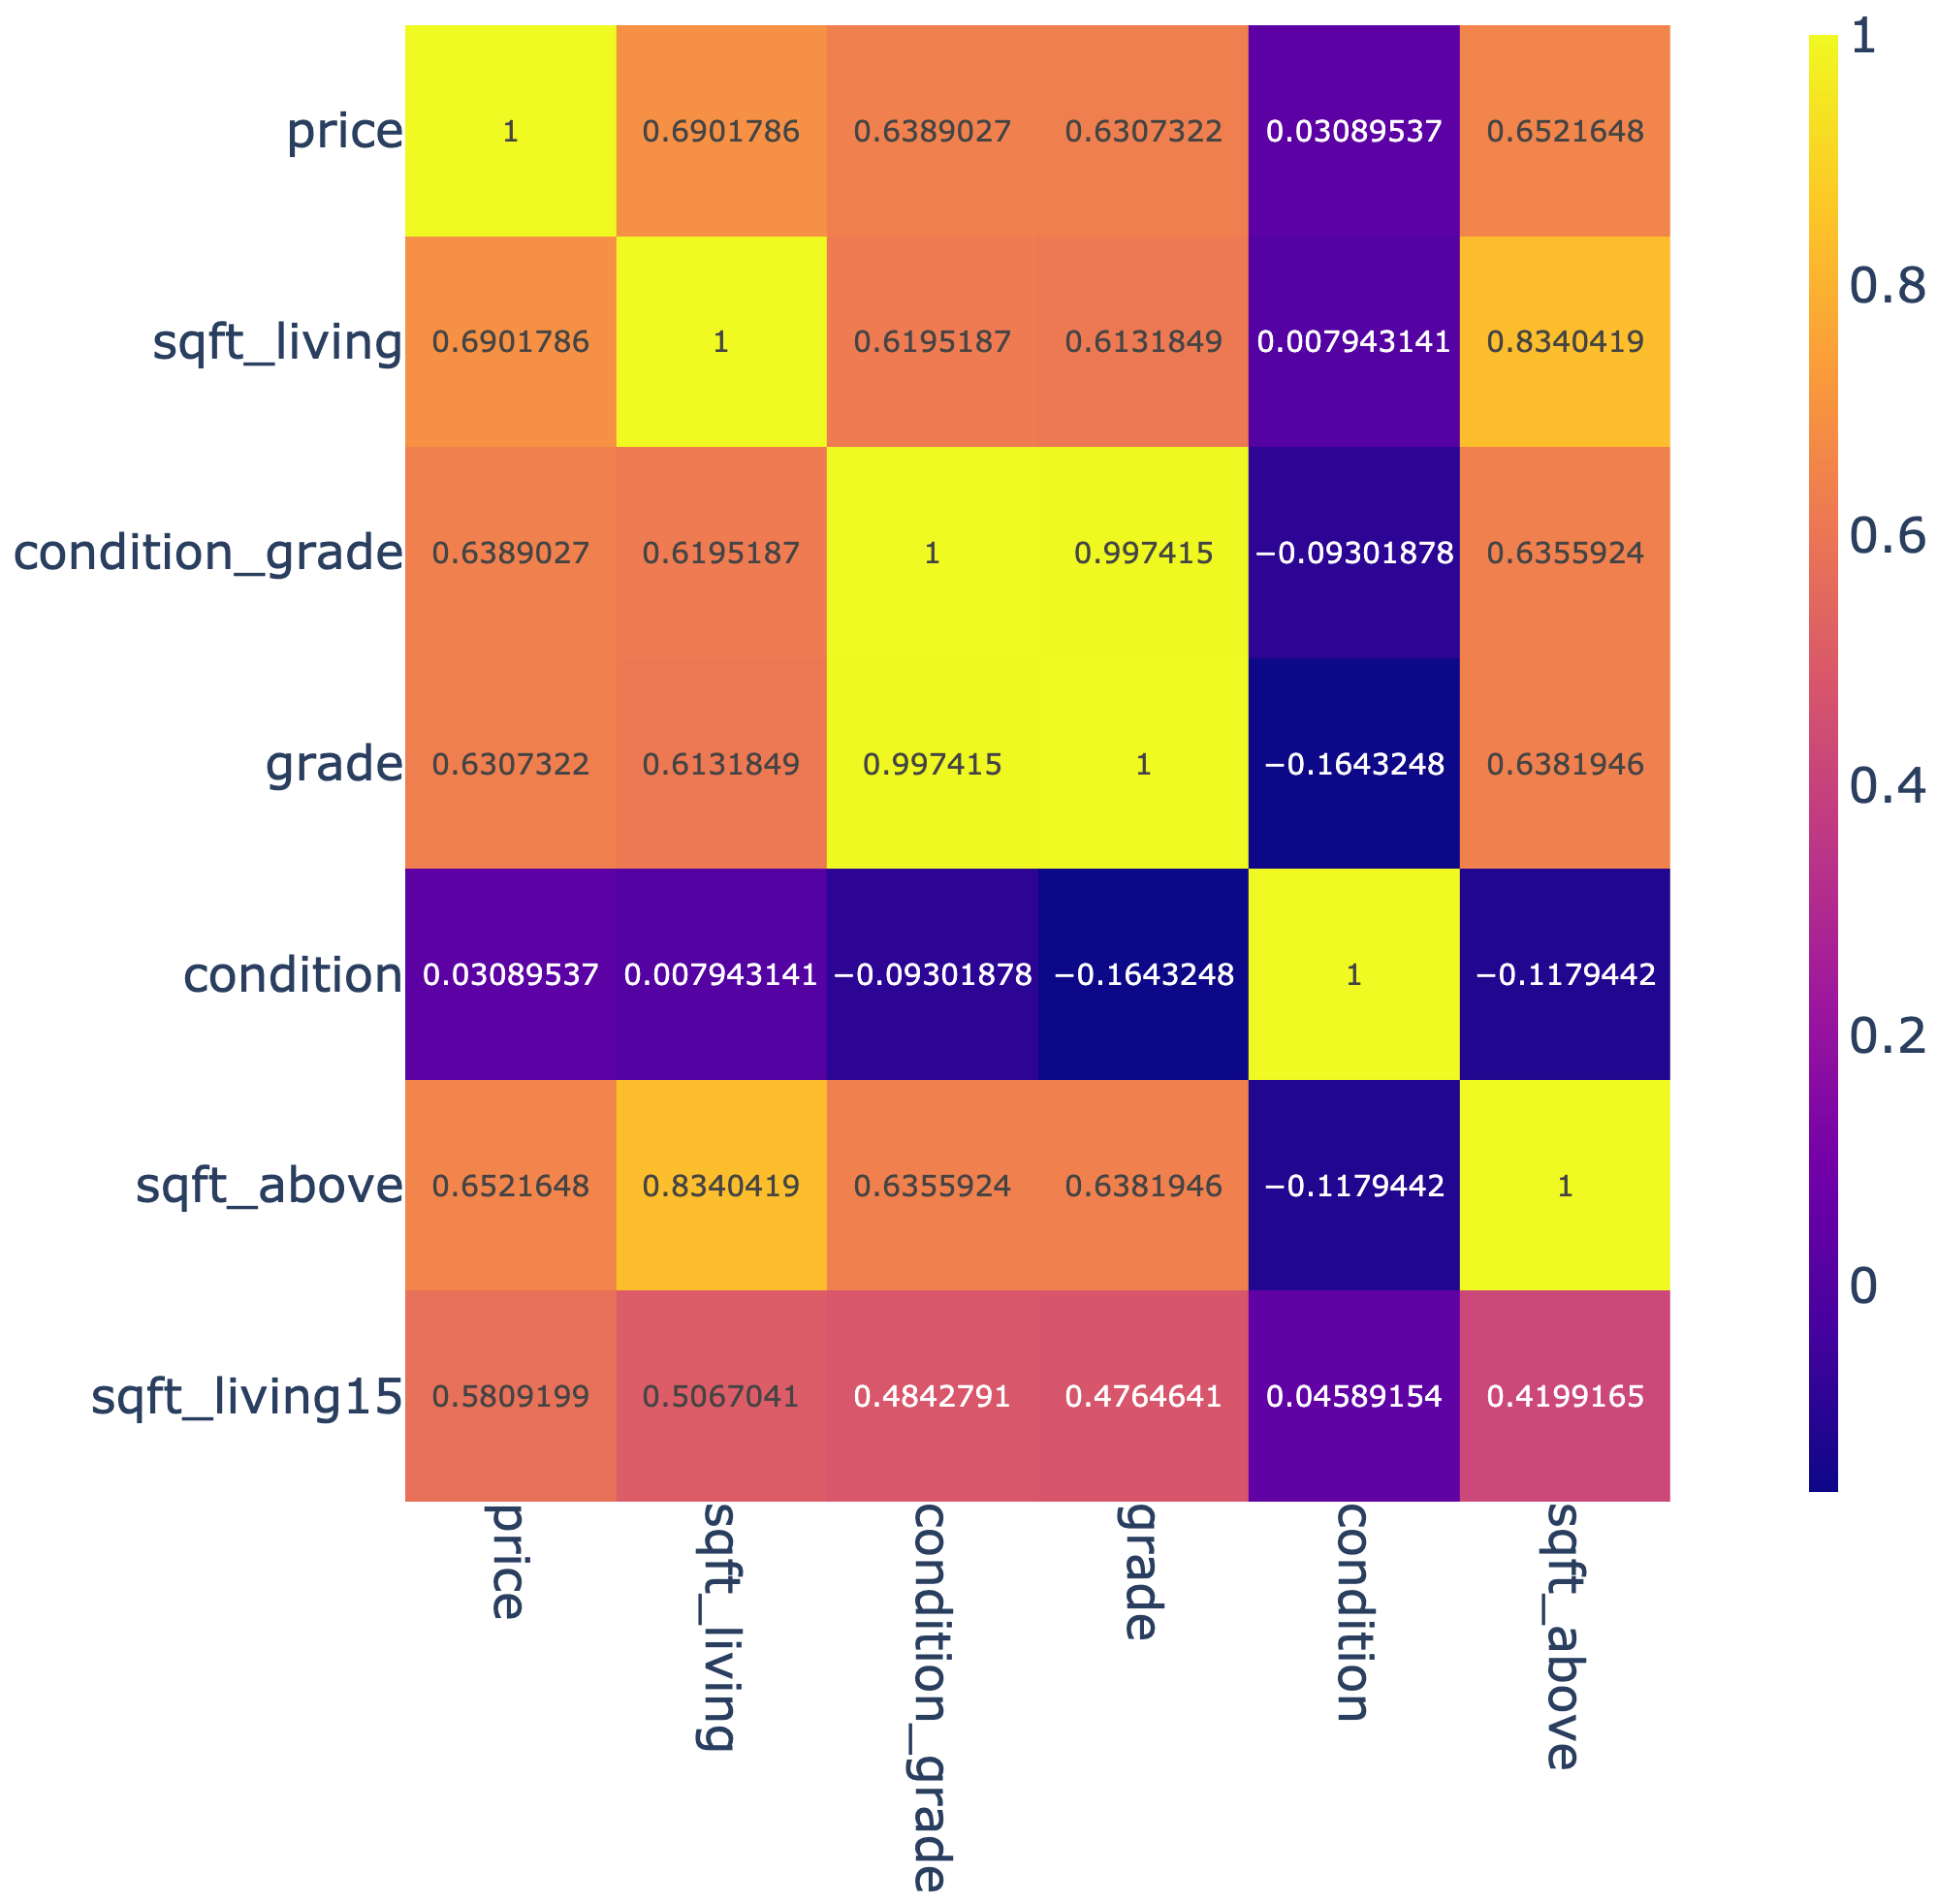 price 1 0.6901786 0.6389027 0.6307322 0.03089537 0.6521648
sqft_living 0.6901786 1 0.6195187 0.6131849 0.007943141 0.8340419
condition_grade 0.6389027 0.6195187 1 0.997415 −0.09301878 0.6355924
grade 0.6307322 0.6131849 0.997415 1 −0.1643248 0.6381946
condition 0.03089537 0.007943141 −0.09301878 −0.1643248 1 −0.1179442
sqft_above 0.6521648 0.8340419 0.6355924 0.6381946 −0.1179442 1
sqft_living15 0.5809199 0.5067041 0.4842791 0.4764641 0.04589154 0.4199165
price
sqft_living
condition_grade
grade
condition
sqft_above
1
0.8
0.6
0.4
0.2
0